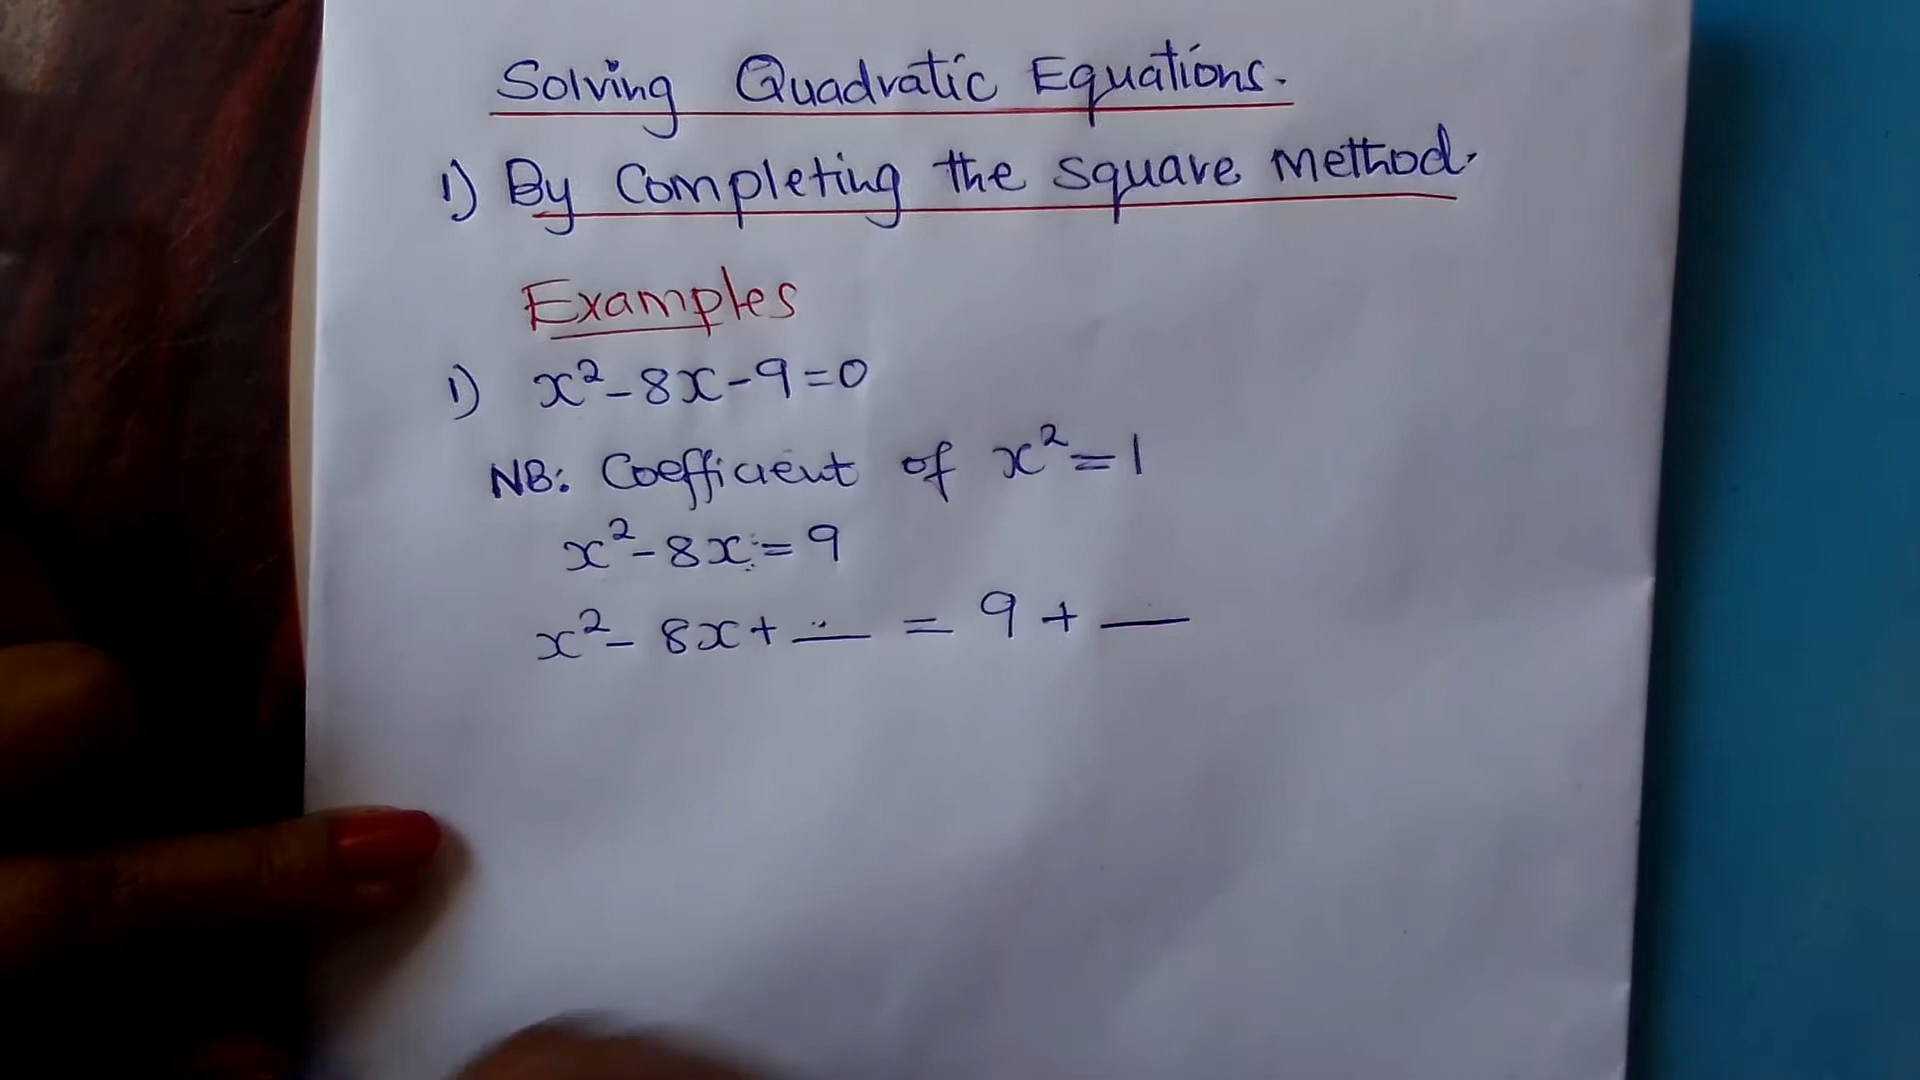 Solving Quadratic Equations.
1) By Completing the square Method.
Examples
1) x² - 8x - 9 = 0
NB: Coefficient of x² = 1
x² - 8x = 9
x² - 8x + __ = 9 + __